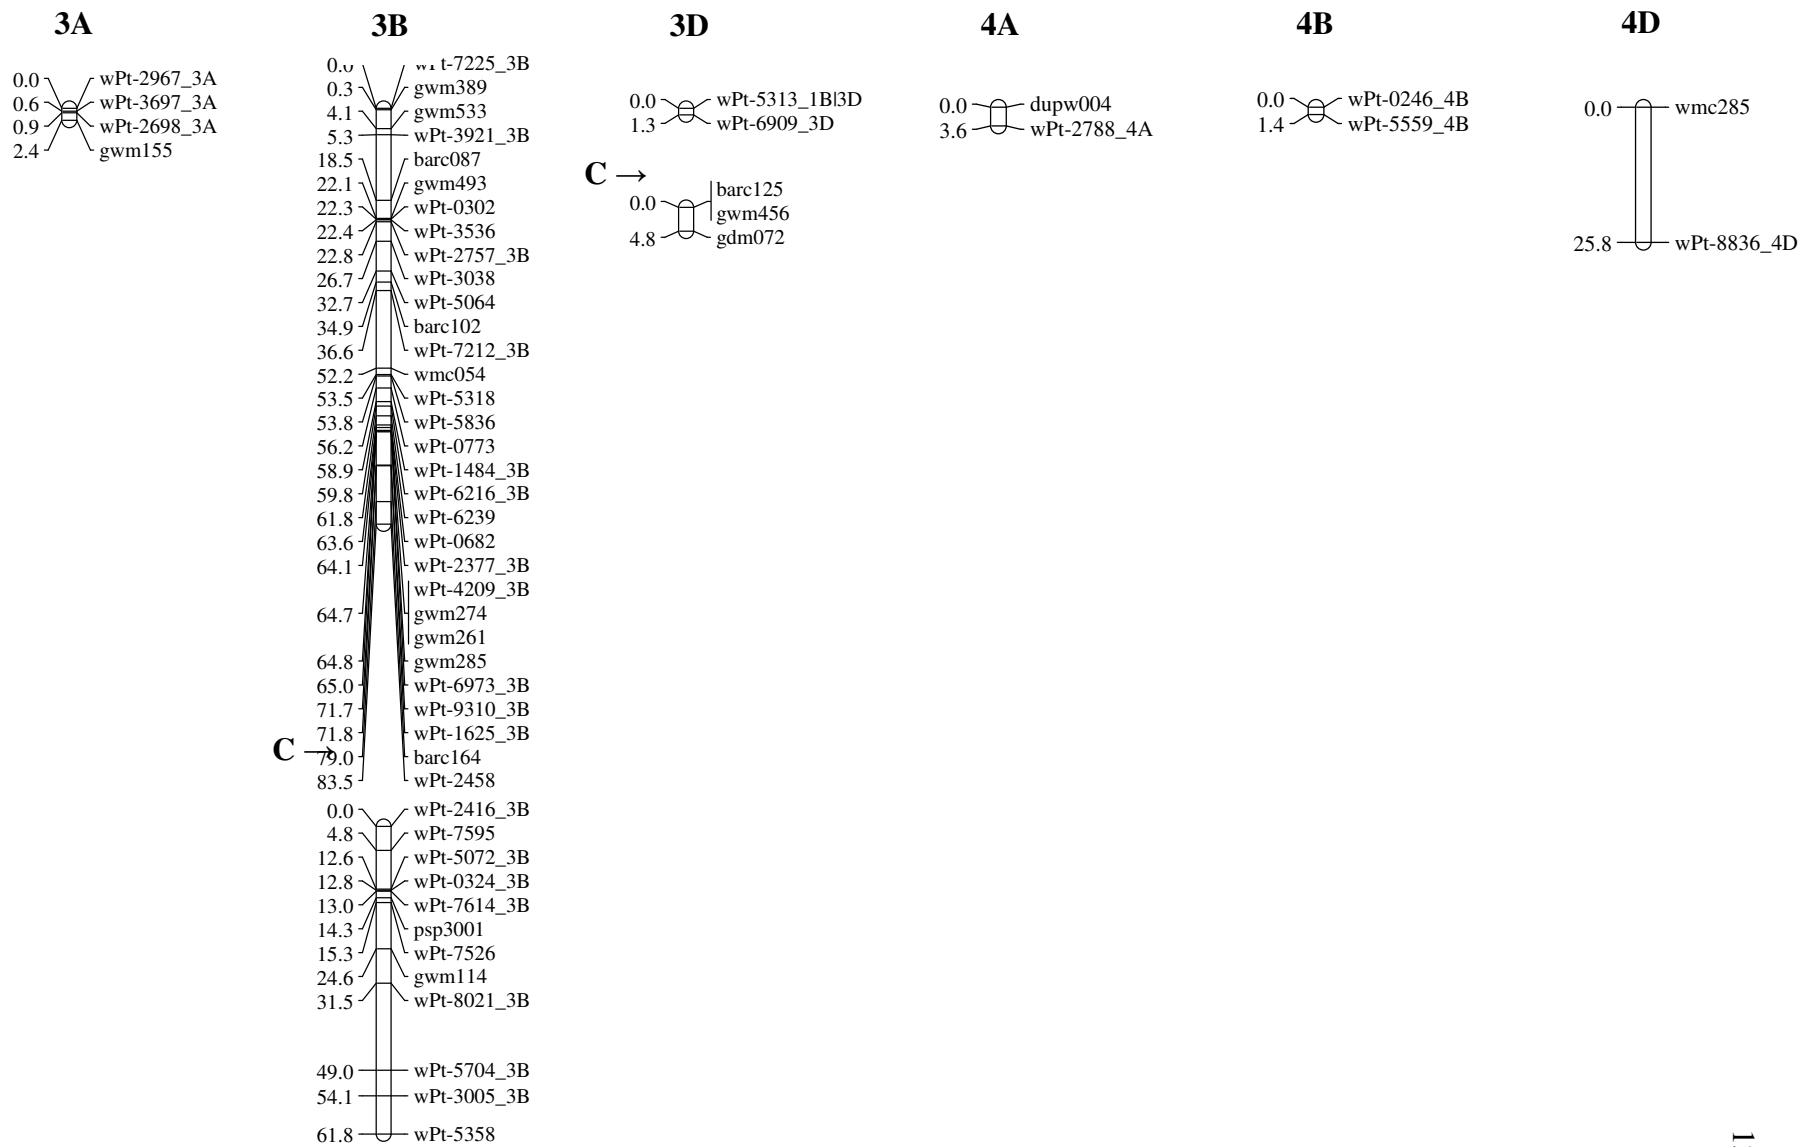 3A
0.0 wPt-2967_3A
0.6 wPt-3697_3A
0.9 wPt-2698_3A
2.4 gwm155
3B
0.0 wPt-7225_3B
0.3 gwm389
4.1 gwm533
5.3 wPt-3921_3B
18.5 barc087
22.1 gwm493
22.3 wPt-0302
22.4 wPt-3536
22.8 wPt-2757_3B
26.7 wPt-3038
32.7 wPt-5064
34.9 barc102
36.6 wPt-7212_3B
52.2 wmc054
53.5 wPt-5318
53.8 wPt-5836
56.2 wPt-0773
58.9 wPt-1484_3B
59.8 wPt-6216_3B
61.8 wPt-6239
63.6 wPt-0682
64.1 wPt-2377_3B
wPt-4209_3B
64.7 gwm274
gwm261
64.8 gwm285
65.0 wPt-6973_3B
71.7 wPt-9310_3B
71.8 wPt-1625_3B
C → 79.0 barc164
83.5 wPt-2458
0.0 wPt-2416_3B
4.8 wPt-7595
12.6 wPt-5072_3B
12.8 wPt-0324_3B
13.0 wPt-7614_3B
14.3 psp3001
15.3 wPt-7526
24.6 gwm114
31.5 wPt-8021_3B
49.0 wPt-5704_3B
54.1 wPt-3005_3B
61.8 wPt-5358
3D
0.0 wPt-5313_1B|3D
1.3 wPt-6909_3D
C →
barc125
0.0
gwm456
4.8 gdm072
4A
0.0 dupw004
3.6 wPt-2788_4A
4B
0.0 wPt-0246_4B
1.4 wPt-5559_4B
4D
0.0 wmc285
25.8 wPt-8836_4D